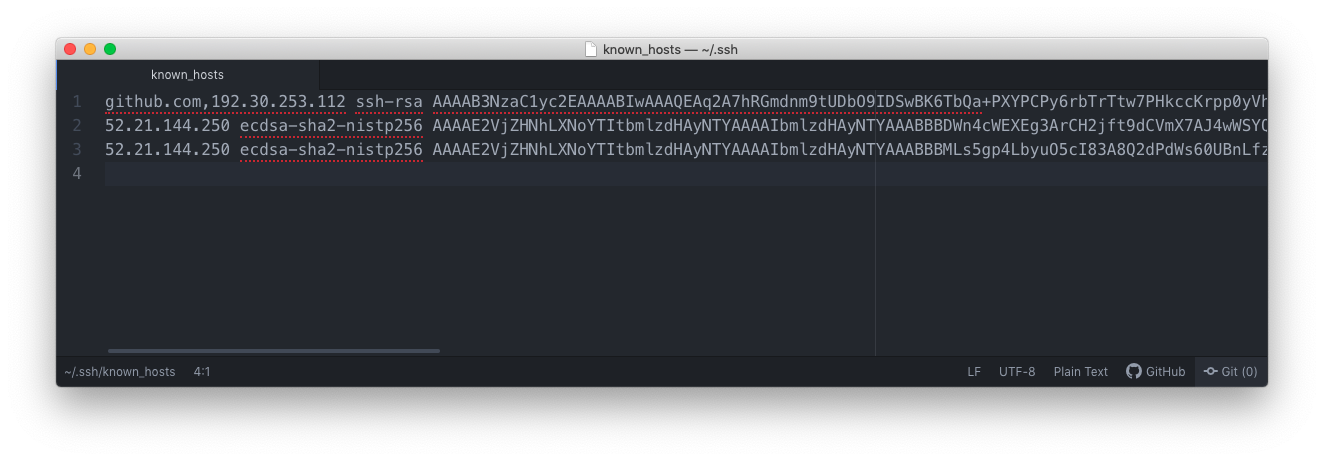 known_hosts — ~/.ssh
known_hosts
1 github.com,192.30.253.112 ssh-rsa AAAAB3NzaC1yc2EAAAABIwAAAQEAq2A7hRGmdnm9tUDbO9IDSwBK6TbQa+PXYPCPy6rbTrTtw7PHkccKrpp0yVh
2 52.21.144.250 ecdsa-sha2-nistp256 AAAAE2VjZHNhLXNoYTItbmlzdHAyNTYAAAAIbmlzdHAyNTYAAABBBDWn4cWEXEg3ArCH2jft9dCVmX7AJ4wWSYQ
3 52.21.144.250 ecdsa-sha2-nistp256 AAAAE2VjZHNhLXNoYTItbmlzdHAyNTYAAAAIbmlzdHAyNTYAAABBBMLs5gp4LbyuO5cI83A8Q2dPdWs60UBnLfz
4
~/.ssh/known_hosts 4:1 LF UTF-8 Plain Text GitHub Git (0)